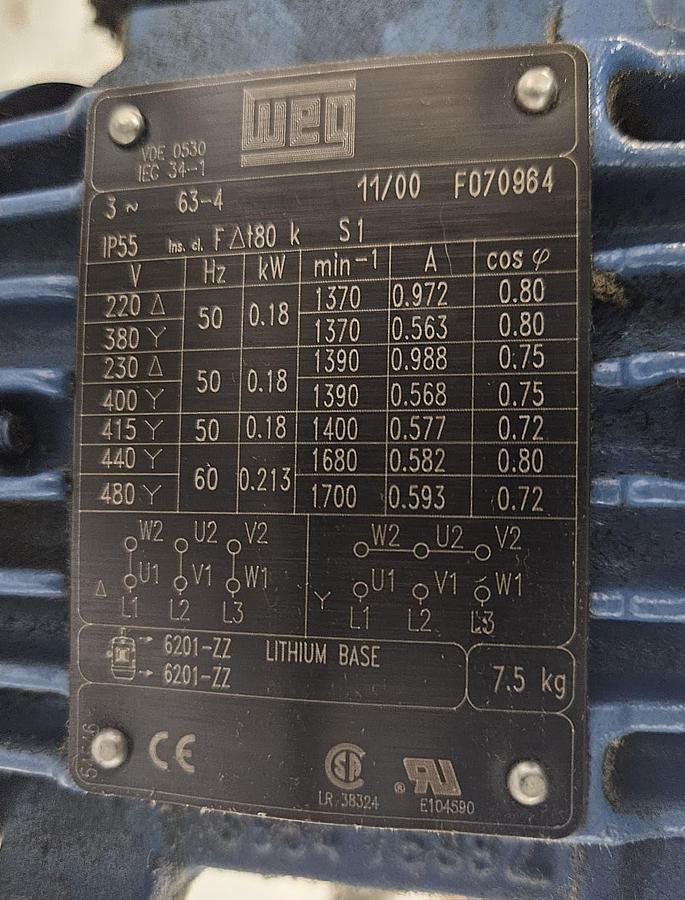 WEG
VDE 0530
IEC 34-1
3 ~ 63-4 11/00 F070964
IP55 Ins. cl. F Δt80 k S1
V Hz kW min-1 A cos φ
220 Δ 50 0.18 1370 0.972 0.80
380 Y 1370 0.563 0.80
230 Δ 50 0.18 1390 0.988 0.75
400 Y 1390 0.568 0.75
415 Y 50 0.18 1400 0.577 0.72
440 Y 60 0.213 1680 0.582 0.80
480 Y 1700 0.593 0.72
W2 U2 V2 W2 U2 V2
Δ U1 V1 W1 Y U1 V1 W1
L1 L2 L3 L1 L2 L3
6201-ZZ LITHIUM BASE
6201-ZZ 7.5 kg
CE
SA ® RU
LR 38324 E104590